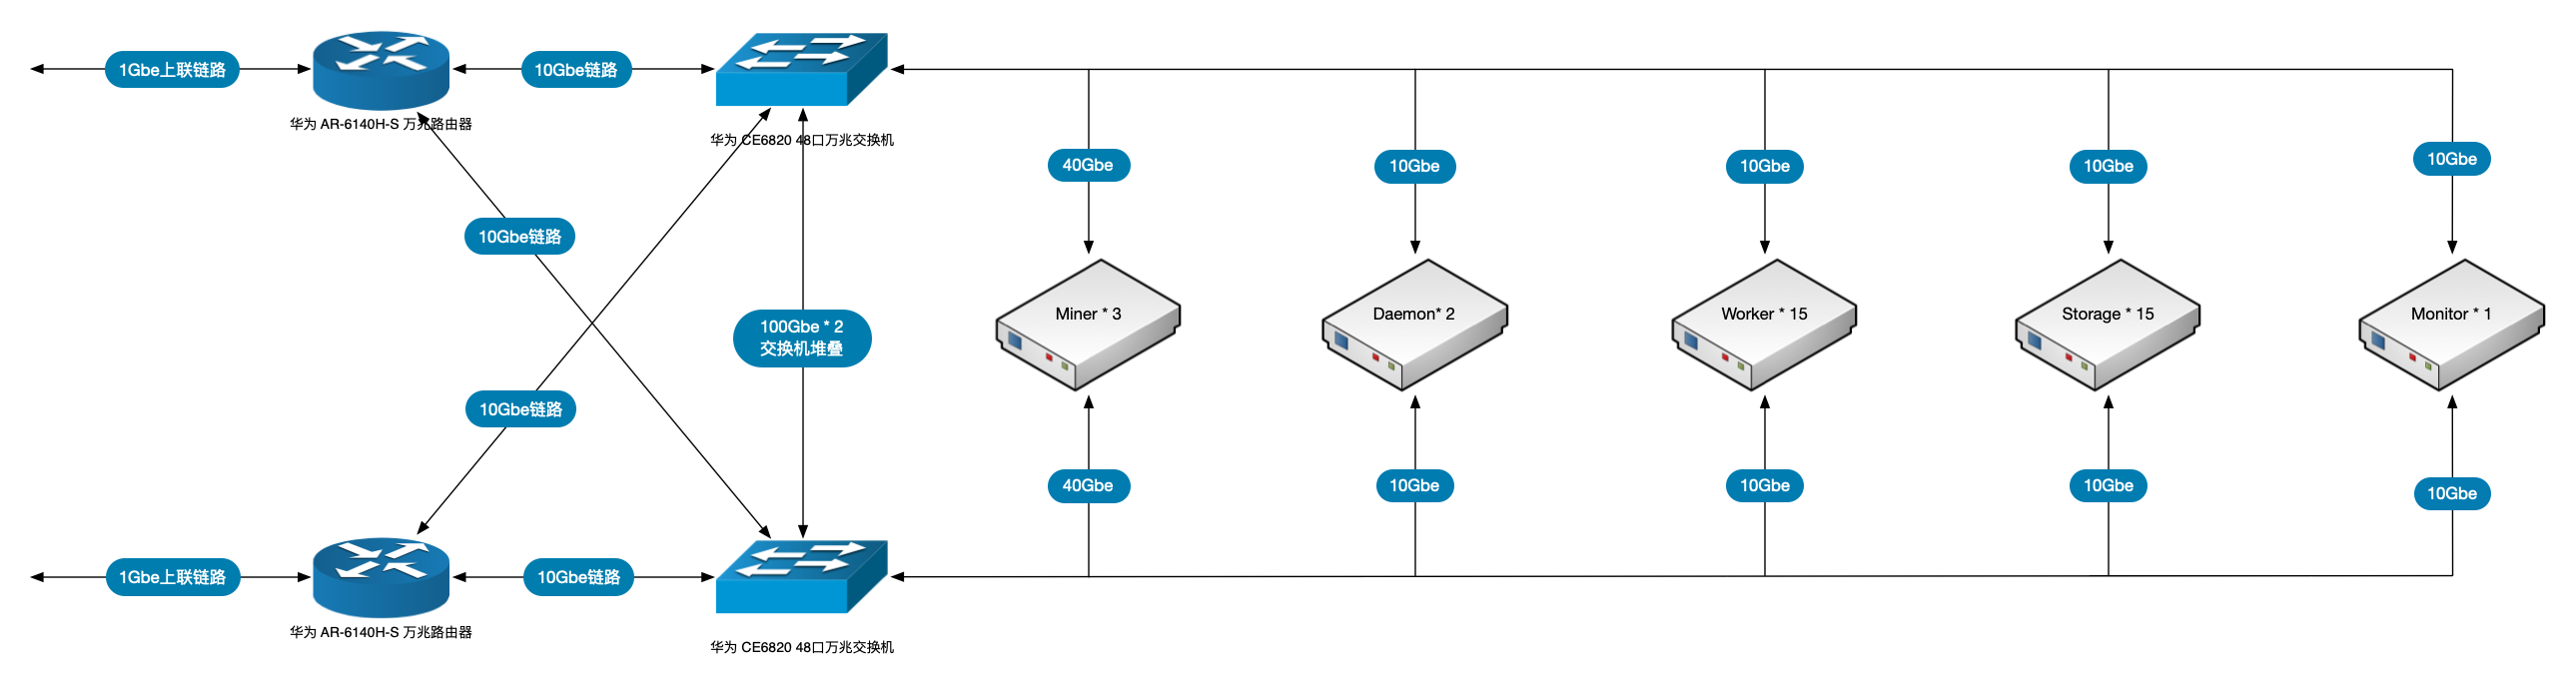 1Gbe上联链路
10Gbe链路
华为 AR-6140H-S 万兆路由器
华为 CE6820 48口万兆交换机
40Gbe
10Gbe
10Gbe
10Gbe
10Gbe
10Gbe链路
100Gbe * 2
交换机堆叠
Miner * 3
Daemon* 2
Worker * 15
Storage * 15
Monitor * 1
10Gbe链路
40Gbe
10Gbe
10Gbe
10Gbe
10Gbe
1Gbe上联链路
10Gbe链路
华为 AR-6140H-S 万兆路由器
华为 CE6820 48口万兆交换机